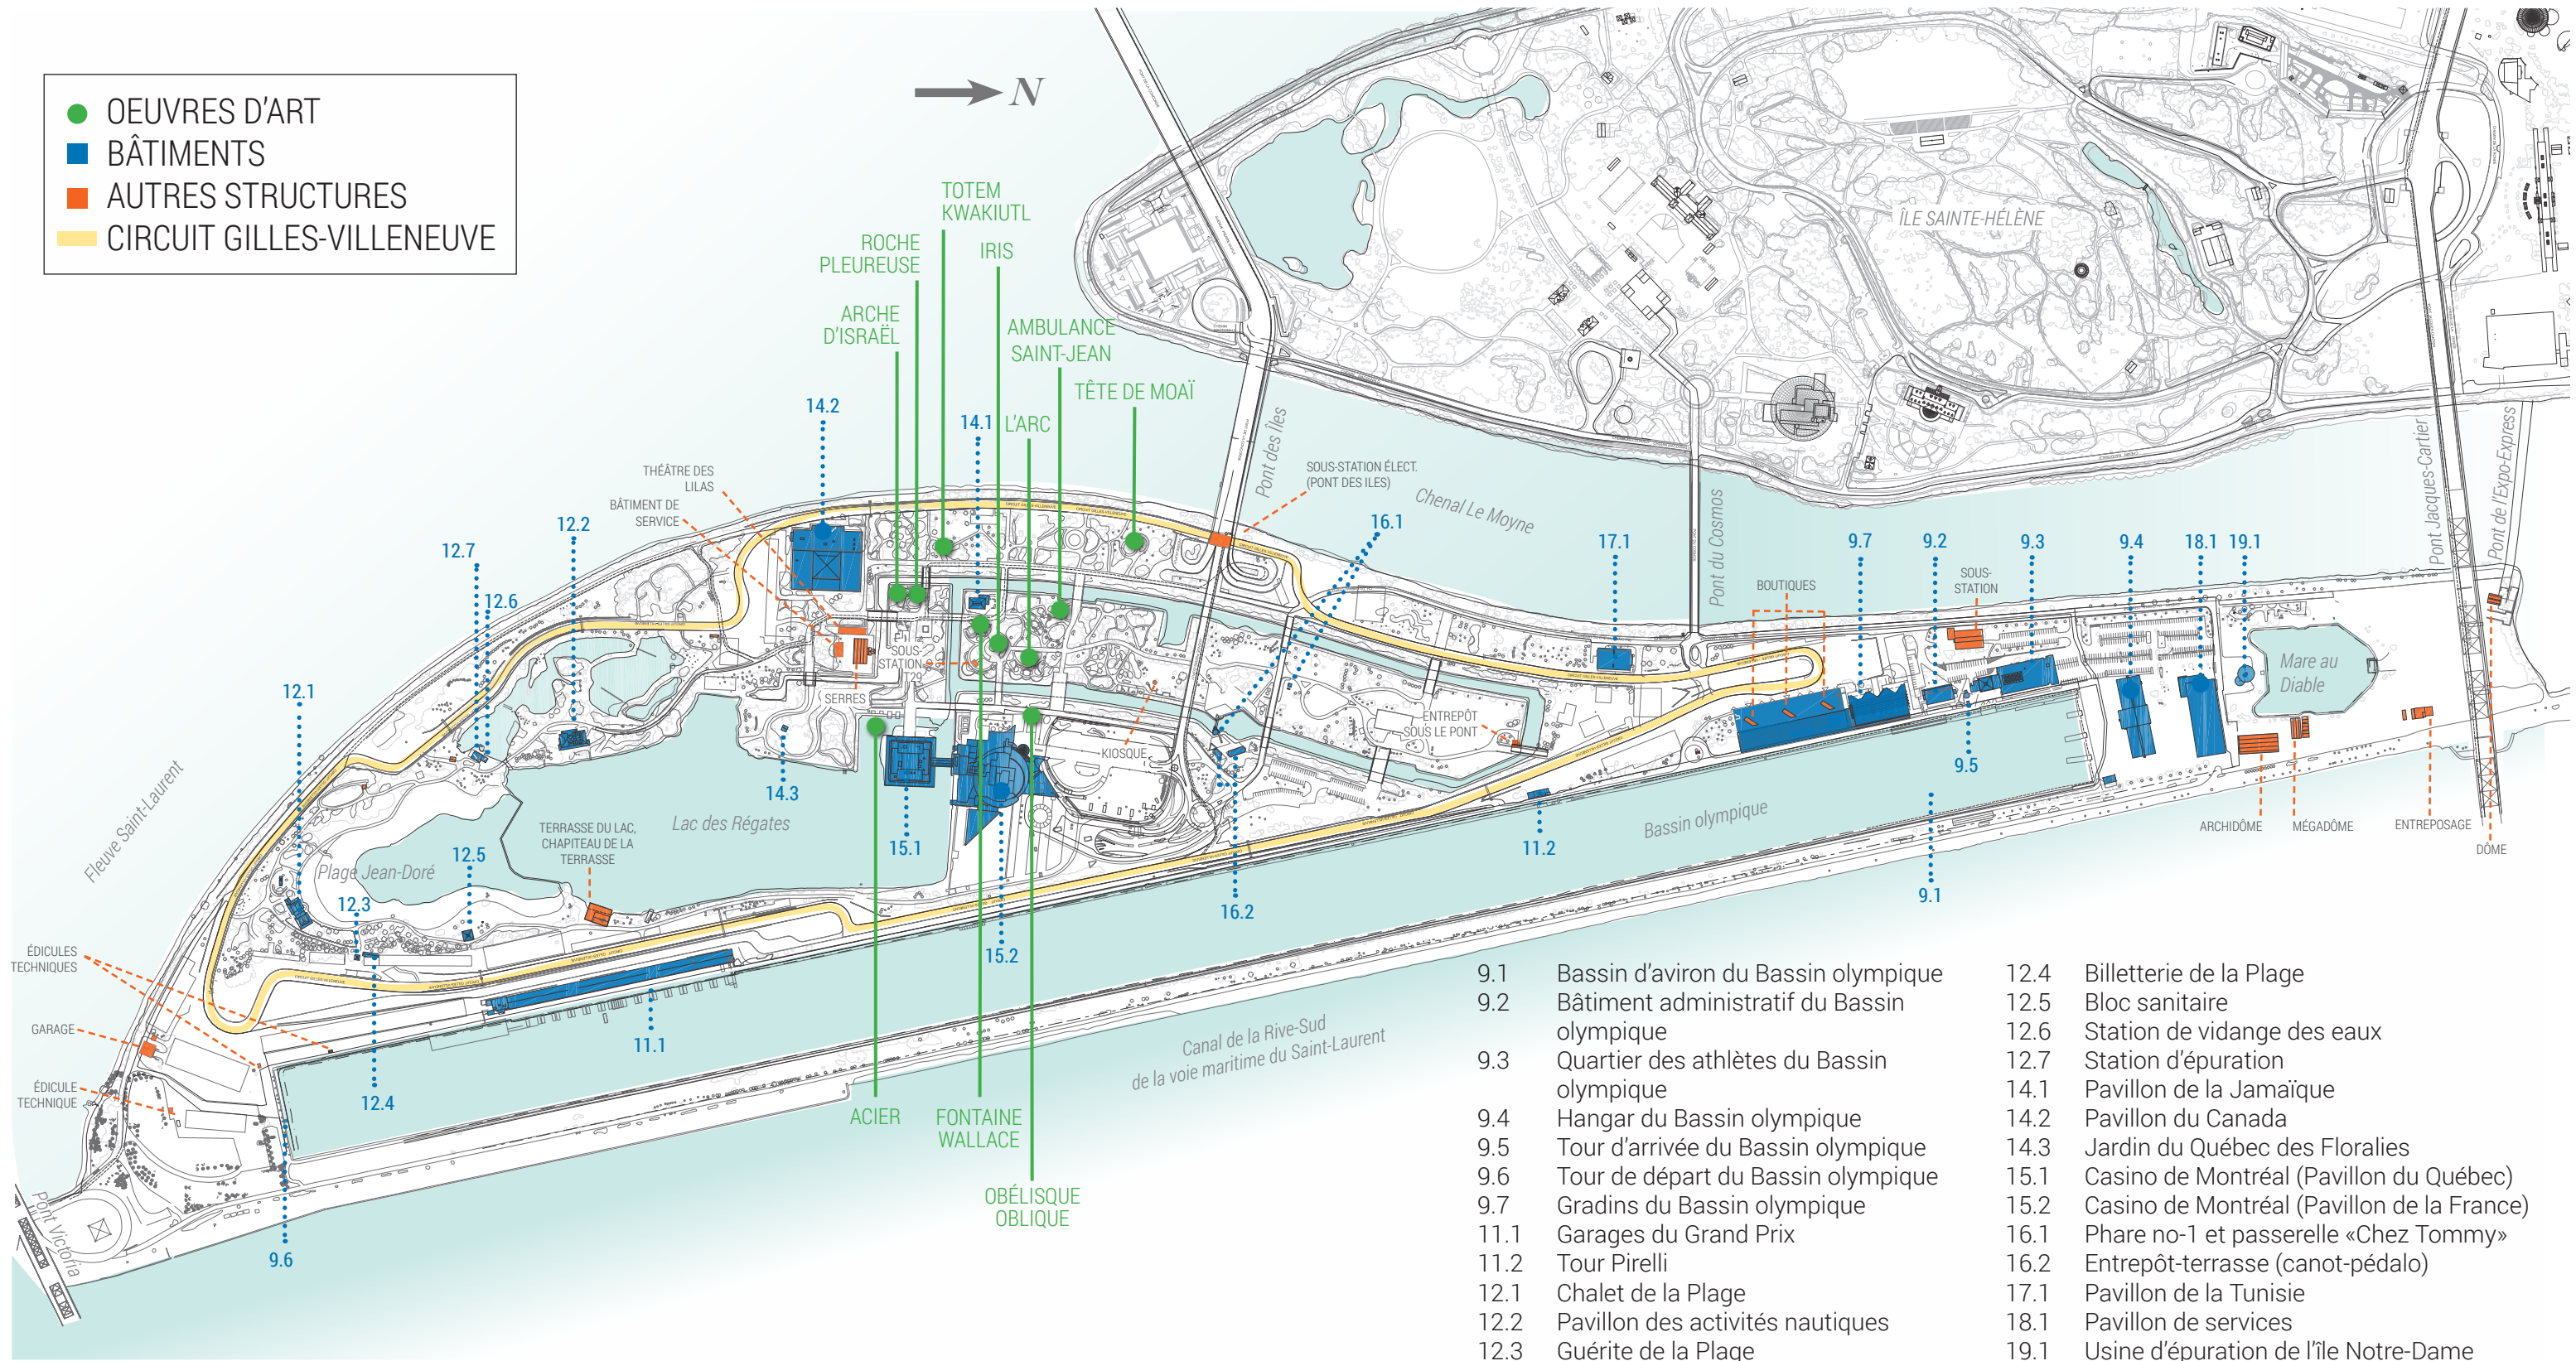 OEUVRES D'ART
BÂTIMENTS
AUTRES STRUCTURES
CIRCUIT GILLES-VILLENEUVE
N
TOTEM
KWAKIUTL
ROCHE
PLEUREUSE
IRIS
ARCHE
D'ISRAËL
AMBULANCE
SAINT-JEAN
TÊTE DE MOAÏ
L'ARC
14.2
14.1
ÎLE SAINTE-HÉLÈNE
THÉÂTRE DES
LILAS
BÂTIMENT DE
SERVICE
SOUS-STATION ÉLECT.
(PONT DES ILES)
Pont des Îles
Chenal Le Moyne
Pont du Cosmos
Pont Jacques-Cartier
Pont de l'Expo-Express
12.7
12.2
12.6
12.1
16.1
17.1
BOUTIQUES
9.7
9.2
SOUS-
STATION
9.3
9.4
18.1
19.1
SOUS-
STATION
129
SERRES
14.3
KIOSQUE
ENTREPÔT
SOUS LE PONT
Mare au
Diable
9.5
Fleuve Saint-Laurent
Lac des Régates
TERRASSE DU LAC,
CHAPITEAU DE LA
TERRASSE
Plage Jean-Doré
12.5
12.3
15.1
15.2
16.2
11.2
Bassin olympique
9.1
ARCHIDÔME
MÉGADÔME
ENTREPOSAGE
DÔME
ÉDICULES
TECHNIQUES
GARAGE
ÉDICULE
TECHNIQUE
12.4
11.1
9.6
Pont Victoria
ACIER
FONTAINE
WALLACE
OBÉLISQUE
OBLIQUE
Canal de la Rive-Sud
de la voie maritime du Saint-Laurent
9.1 Bassin d'aviron du Bassin olympique
9.2 Bâtiment administratif du Bassin
olympique
9.3 Quartier des athlètes du Bassin
olympique
9.4 Hangar du Bassin olympique
9.5 Tour d'arrivée du Bassin olympique
9.6 Tour de départ du Bassin olympique
9.7 Gradins du Bassin olympique
11.1 Garages du Grand Prix
11.2 Tour Pirelli
12.1 Chalet de la Plage
12.2 Pavillon des activités nautiques
12.3 Guérite de la Plage
12.4 Billetterie de la Plage
12.5 Bloc sanitaire
12.6 Station de vidange des eaux
12.7 Station d'épuration
14.1 Pavillon de la Jamaïque
14.2 Pavillon du Canada
14.3 Jardin du Québec des Floralies
15.1 Casino de Montréal (Pavillon du Québec)
15.2 Casino de Montréal (Pavillon de la France)
16.1 Phare no-1 et passerelle «Chez Tommy»
16.2 Entrepôt-terrasse (canot-pédalo)
17.1 Pavillon de la Tunisie
18.1 Pavillon de services
19.1 Usine d'épuration de l'île Notre-Dame